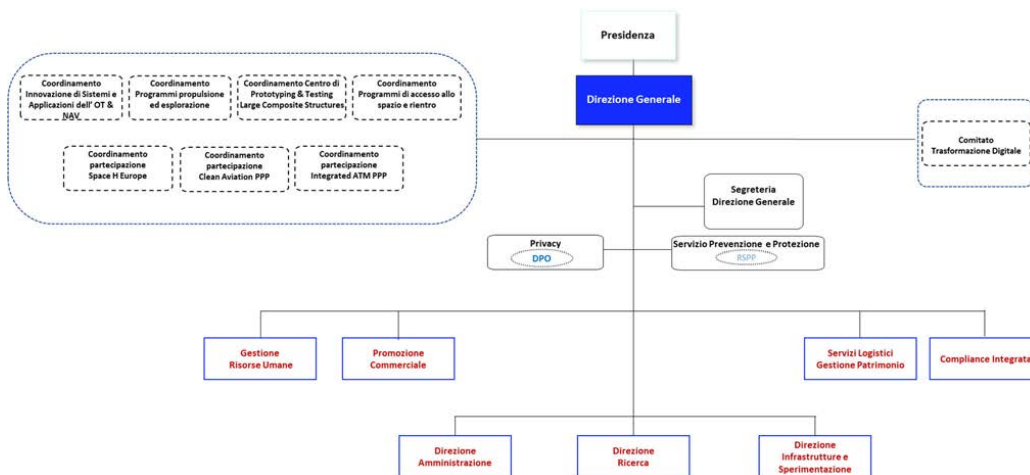 Presidenza
Direzione Generale
Coordinamento
Innovazione di Sistemi e
Applicazioni dell' OT &
NAV
Coordinamento
Programmi propulsione
ed esplorazione
Coordinamento Centro di
Prototyping & Testing
Large Composite Structures
Coordinamento
Programmi di accesso allo
spazio e rientro
Coordinamento
partecipazione
Space H Europe
Coordinamento
partecipazione
Clean Aviation PPP
Coordinamento
partecipazione
Integrated ATM PPP
Comitato
Trasformazione Digitale
Segreteria
Direzione Generale
Privacy
DPO
Servizio Prevenzione e Protezione
RSPP
Gestione
Risorse Umane
Promozione
Commerciale
Servizi Logistici
Gestione Patrimonio
Compliance Integrata
Direzione
Amministrazione
Direzione
Ricerca
Direzione
Infrastrutture e
Sperimentazione